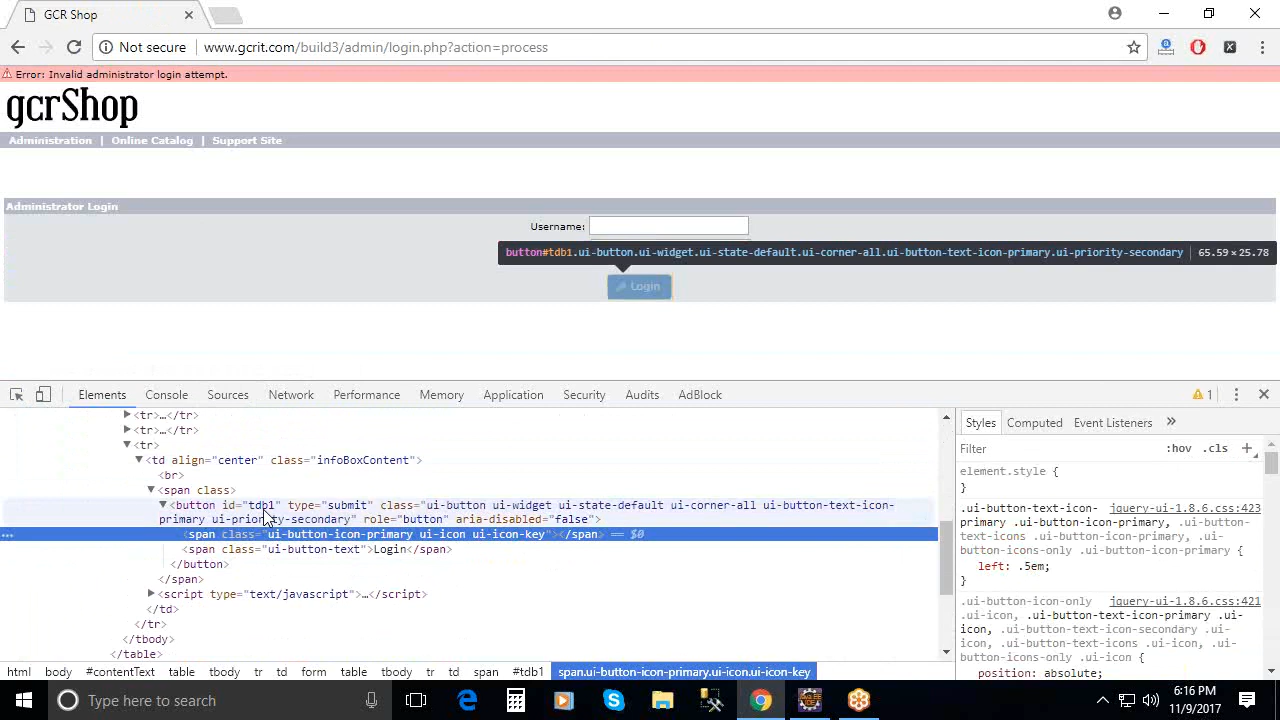 GCR Shop
Not secure | www.gcrit.com/build3/admin/login.php?action=process
Error: Invalid administrator login attempt.
gcrShop
Administration | Online Catalog | Support Site
Administrator Login
Username:
button#tdb1.ui-button.ui-widget.ui-state-default.ui-corner-all.ui-button-text-icon-primary.ui-priority-secondary | 65.59 × 25.78
Login
Elements Console Sources Network Performance Memory Application Security Audits AdBlock 1
<tr>…</tr>
<tr>…</tr>
<tr>
<td align="center" class="infoBoxContent">
<br>
<span class>
<button id="tdb1" type="submit" class="ui-button ui-widget ui-state-default ui-corner-all ui-button-text-icon-
primary ui-priority-secondary" role="button" aria-disabled="false">
<span class="ui-button-icon-primary ui-icon ui-icon-key"></span> == $0
<span class="ui-button-text">Login</span>
</button>
</span>
<script type="text/javascript">…</script>
</td>
</tr>
</tbody>
</table>
html body #contentText table tbody tr td form table tbody tr td span #tdb1 span.ui-button-icon-primary.ui-icon.ui-icon-key
Styles Computed Event Listeners »
Filter :hov .cls +
element.style {
}
.ui-button-text-icon- jquery-ui-1.8.6.css:423
primary .ui-button-icon-primary, .ui-button-
text-icons .ui-button-icon-primary, .ui-
button-icons-only .ui-button-icon-primary {
left: .5em;
}
.ui-button-icon-only jquery-ui-1.8.6.css:421
.ui-icon, .ui-button-text-icon-primary .ui-
icon, .ui-button-text-icon-secondary .ui-
icon, .ui-button-text-icons .ui-icon, .ui-
button-icons-only .ui-icon {
position: absolute;
Type here to search
6:16 PM
11/9/2017